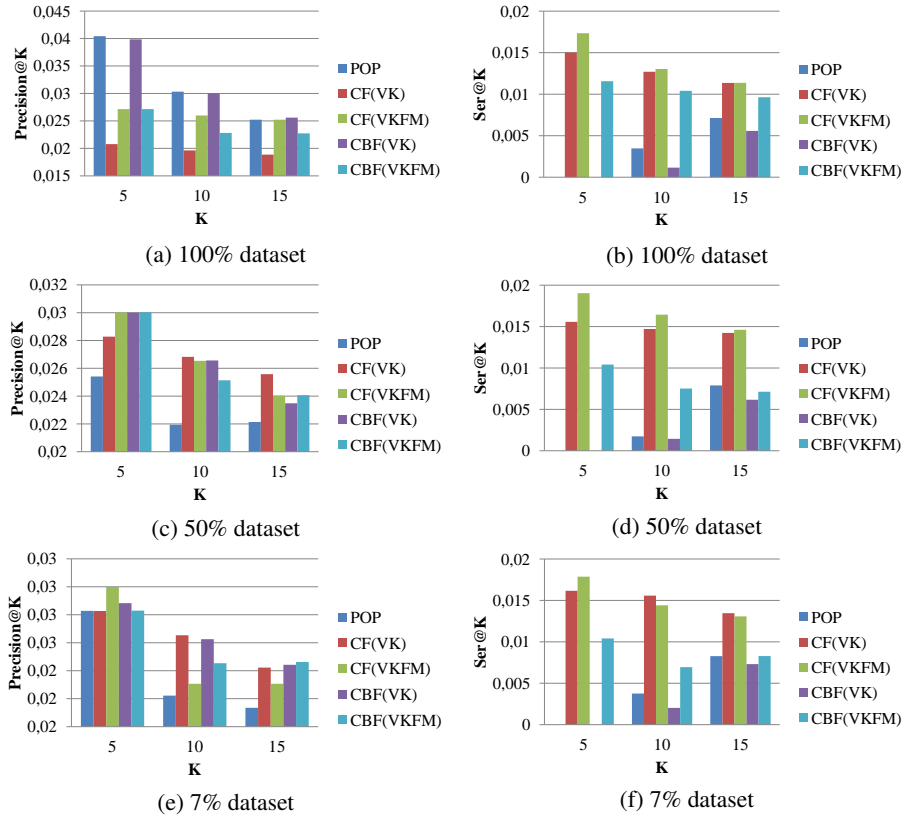 0,045
0,04
0,035
0,03
0,025
0,02
0,015
Precision@K
5 10 15
K
POP
CF(VK)
CF(VKFM)
CBF(VK)
CBF(VKFM)
(a) 100% dataset
0,02
0,015
0,01
0,005
0
Ser@K
5 10 15
K
POP
CF(VK)
CF(VKFM)
CBF(VK)
CBF(VKFM)
(b) 100% dataset
0,032
0,03
0,028
0,026
0,024
0,022
0,02
Precision@K
5 10 15
K
POP
CF(VK)
CF(VKFM)
CBF(VK)
CBF(VKFM)
(c) 50% dataset
0,02
0,015
0,01
0,005
0
Ser@K
5 10 15
K
POP
CF(VK)
CF(VKFM)
CBF(VK)
CBF(VKFM)
(d) 50% dataset
0,03
0,03
0,03
0,03
0,02
0,02
0,02
Precision@K
5 10 15
K
POP
CF(VK)
CF(VKFM)
CBF(VK)
CBF(VKFM)
(e) 7% dataset
0,02
0,015
0,01
0,005
0
Ser@K
5 10 15
K
POP
CF(VK)
CF(VKFM)
CBF(VK)
CBF(VKFM)
(f) 7% dataset